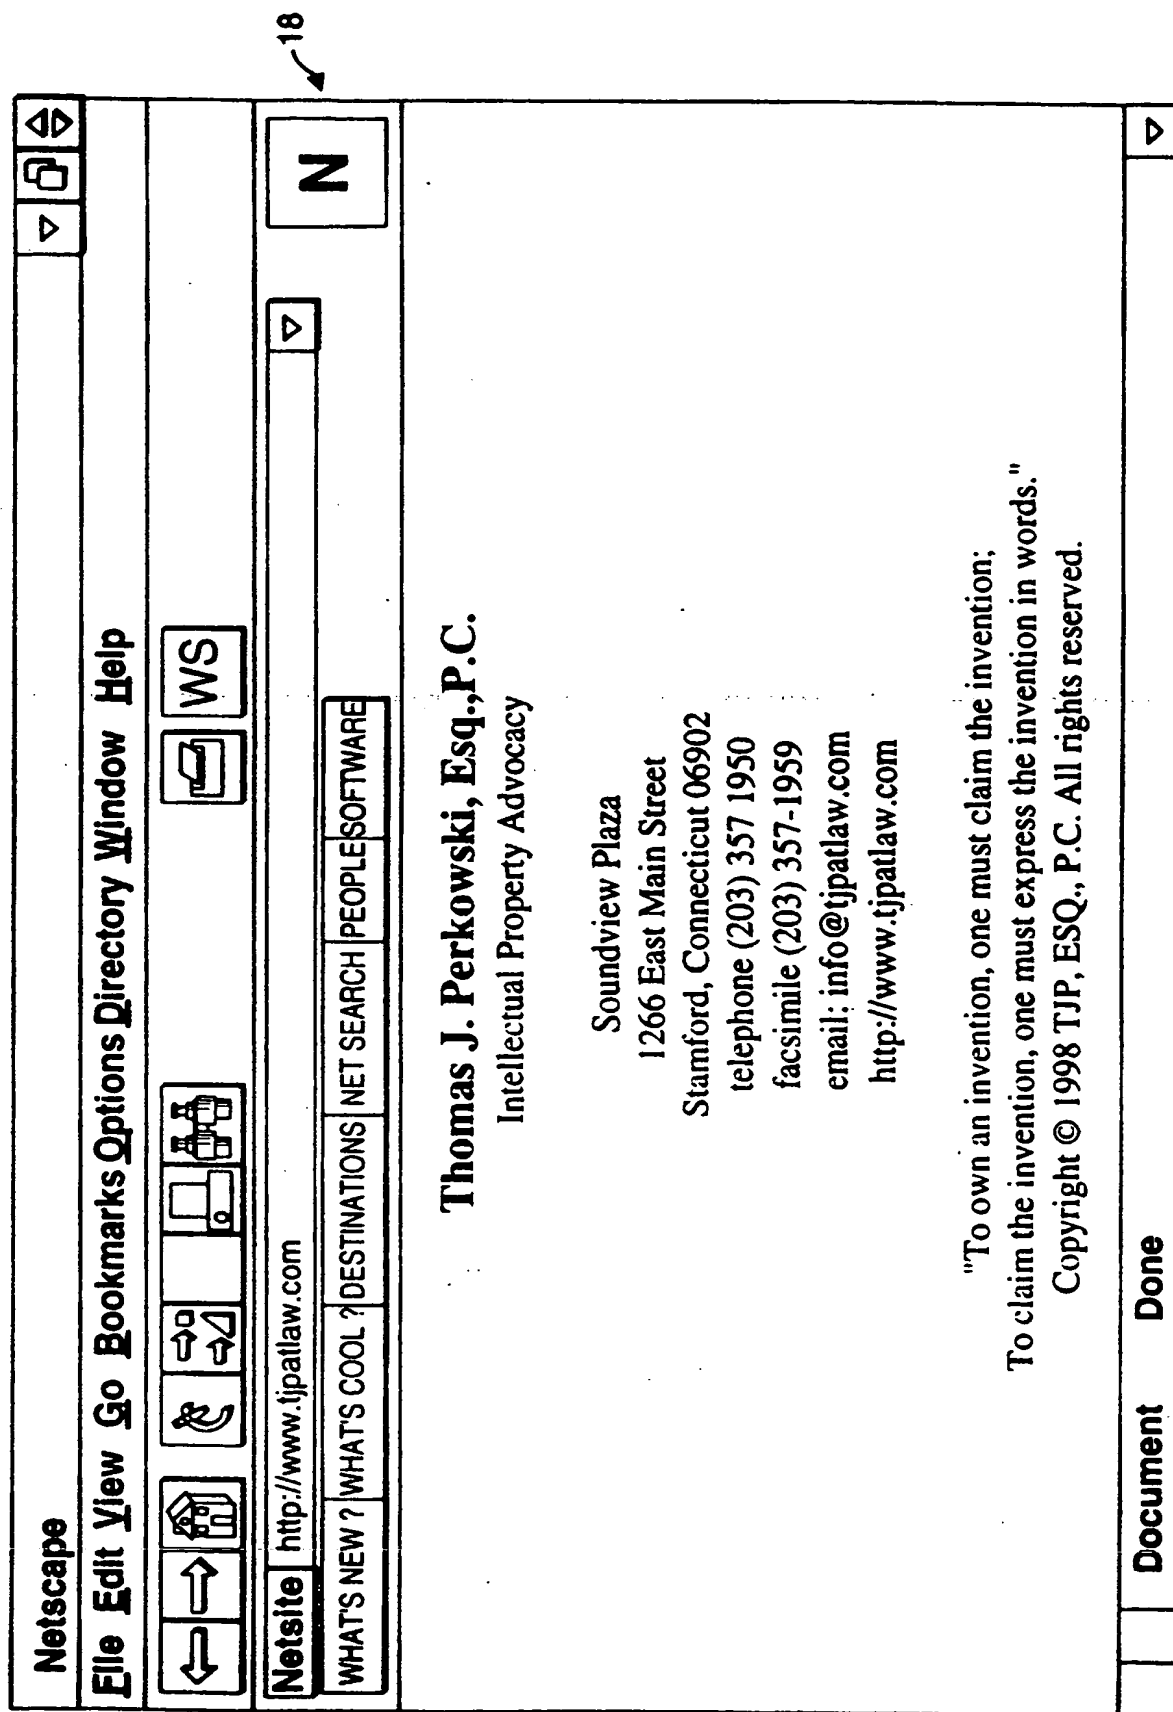 Netscape
File Edit View Go Bookmarks Options Directory Window Help
WS
Netsite http://www.tjpatlaw.com
N
18
WHAT'S NEW ? WHAT'S COOL ? DESTINATIONS NET SEARCH PEOPLE SOFTWARE
Thomas J. Perkowski, Esq.,P.C.
Intellectual Property Advocacy
Soundview Plaza
1266 East Main Street
Stamford, Connecticut 06902
telephone (203) 357 1950
facsimile (203) 357-1959
email; info@tjpatlaw.com
http://www.tjpatlaw.com
"To own an invention, one must claim the invention;
To claim the invention, one must express the invention in words."
Copyright © 1998 TJP, ESQ., P.C. All rights reserved.
Document Done